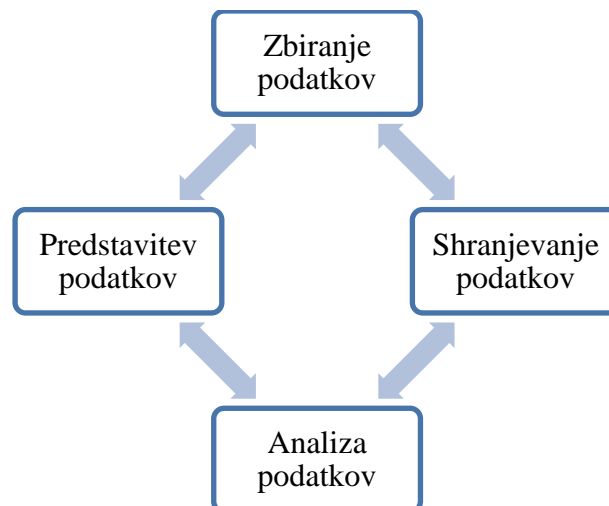 Zbiranje
podatkov
Predstavitev
podatkov
Shranjevanje
podatkov
Analiza
podatkov